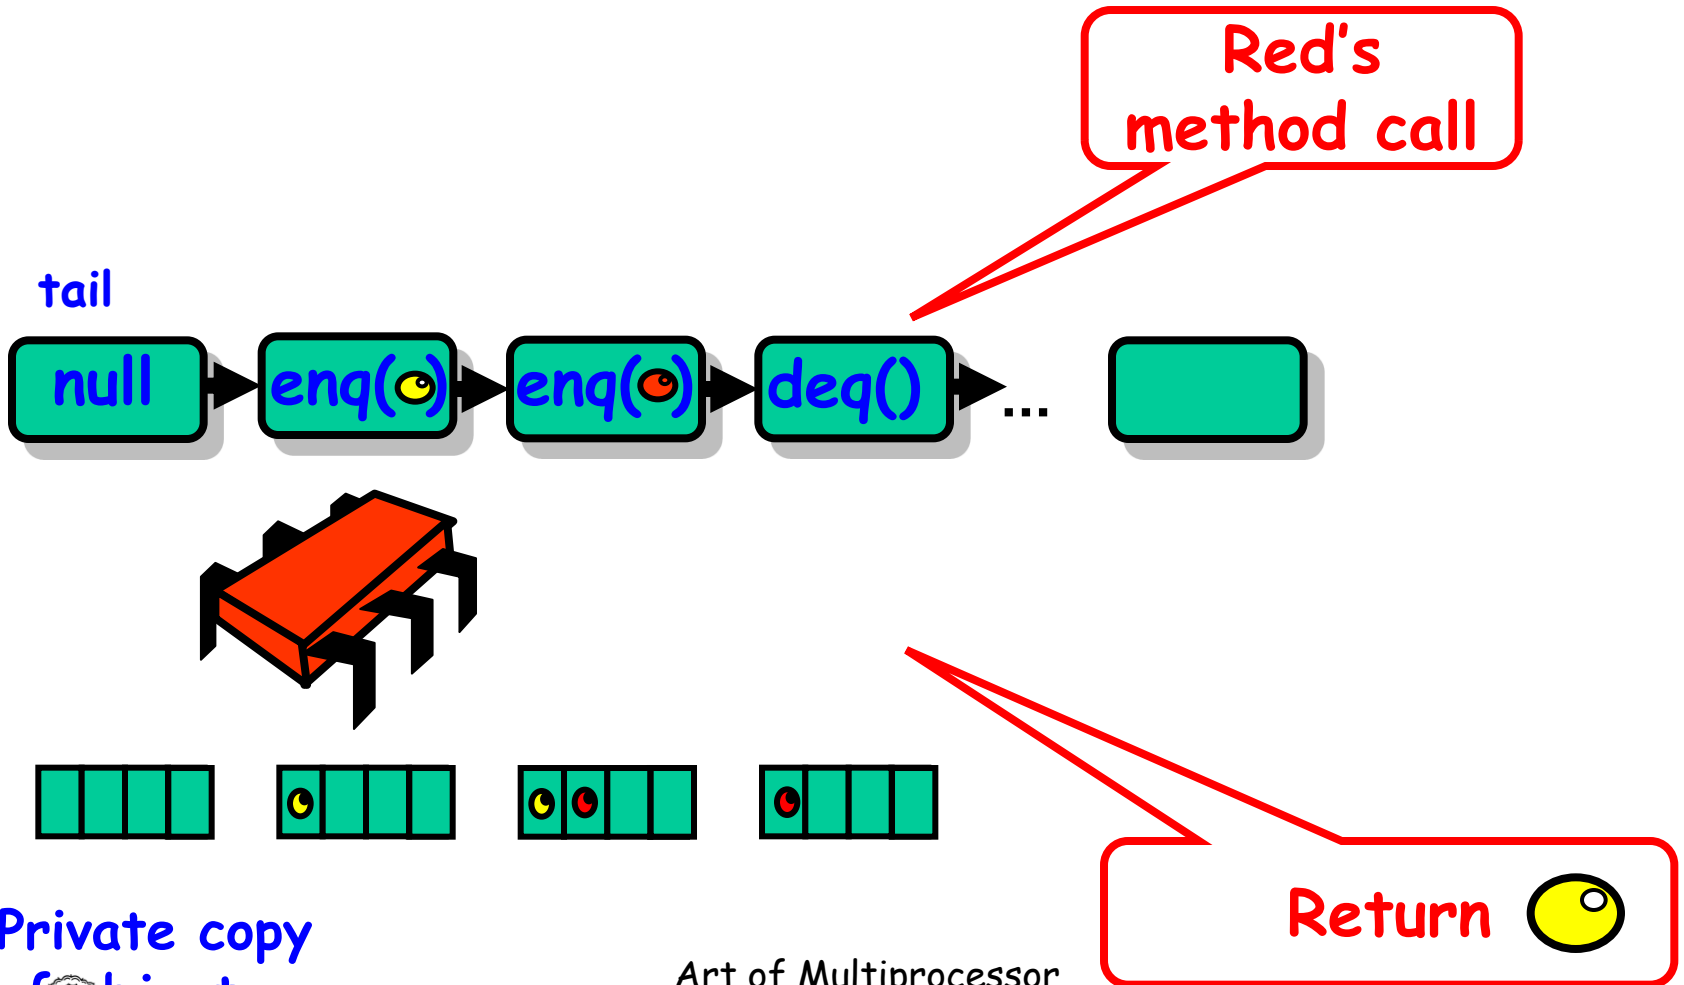 Red's
method call
tail
null
enq( )
enq( )
deq()
...
Return
Private copy
Art of Multiprocessor